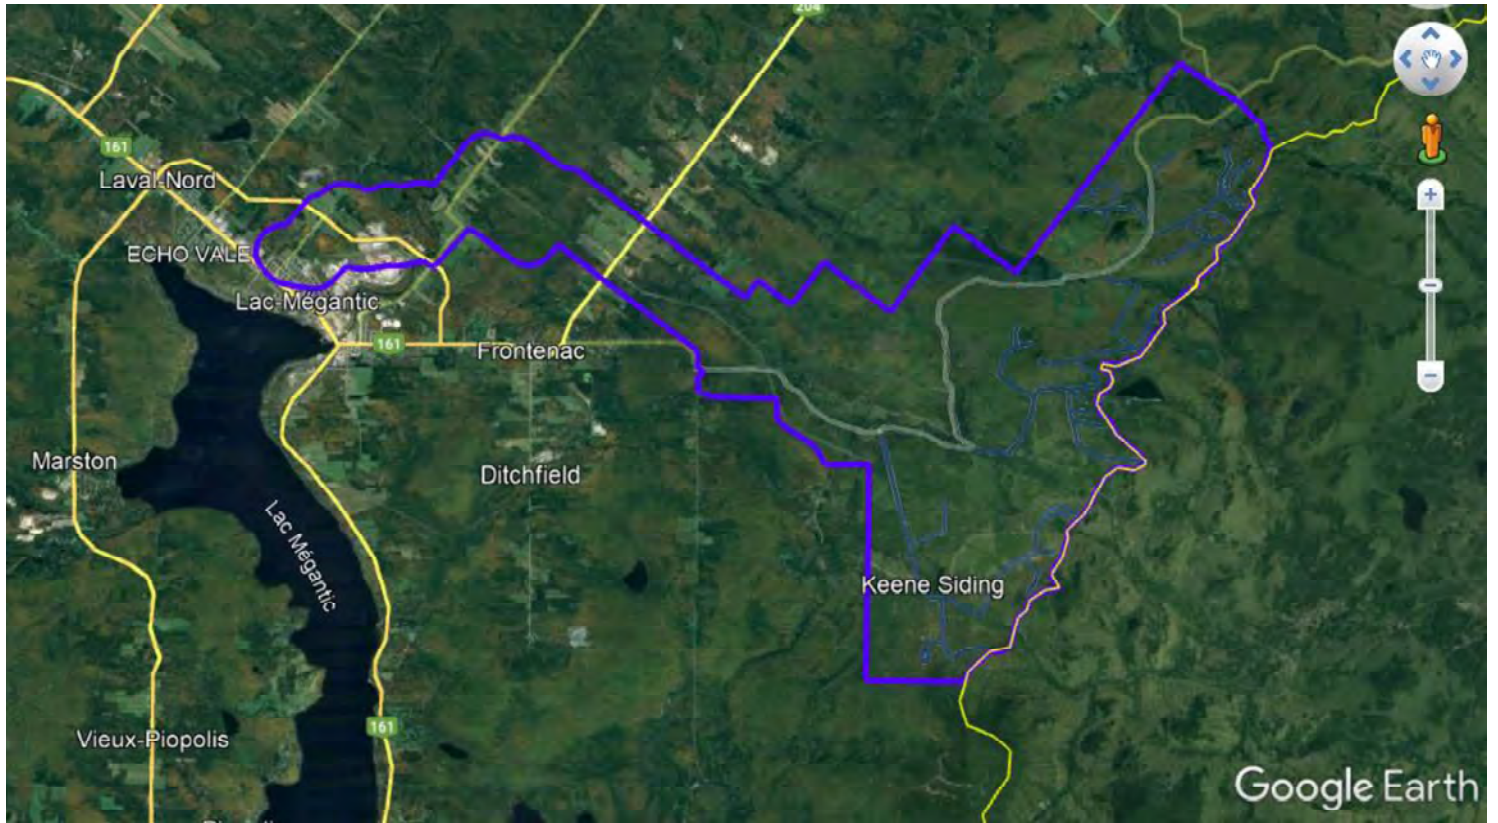 204
161
Laval-Nord
ECHO VALE
Lac-Mégantic
161
Frontenac
Marston
Ditchfield
Lac Mégantic
Keene Siding
161
Vieux-Piopolis
Google Earth